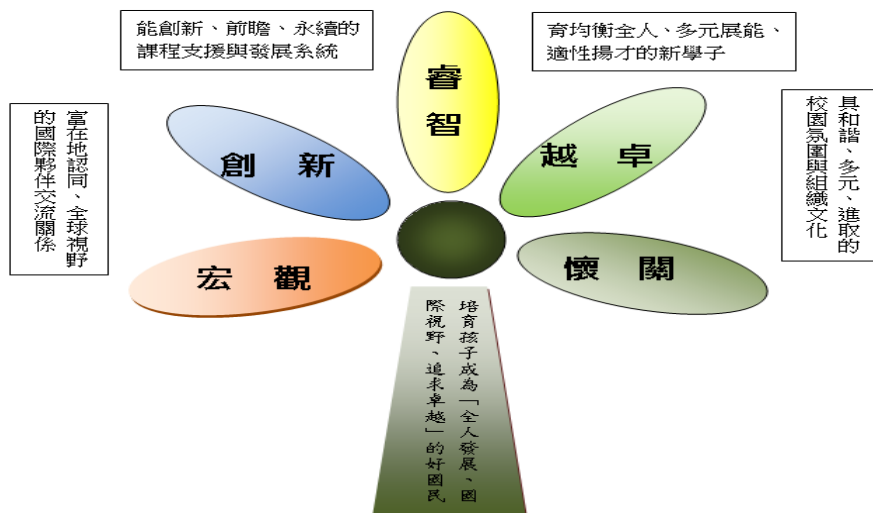 能創新、前瞻、永續的
課程支援與發展系統
育均衡全人、多元展能、
適性揚才的新學子
睿
智
富在地認同、全球視野
的國際夥伴交流關係
創 新
越 卓
具和諧、多元、進取的
校園氛圍與組織文化
宏 觀
懷 關
培育孩子成為「全人發展、國
際視野、追求卓越」的好國民